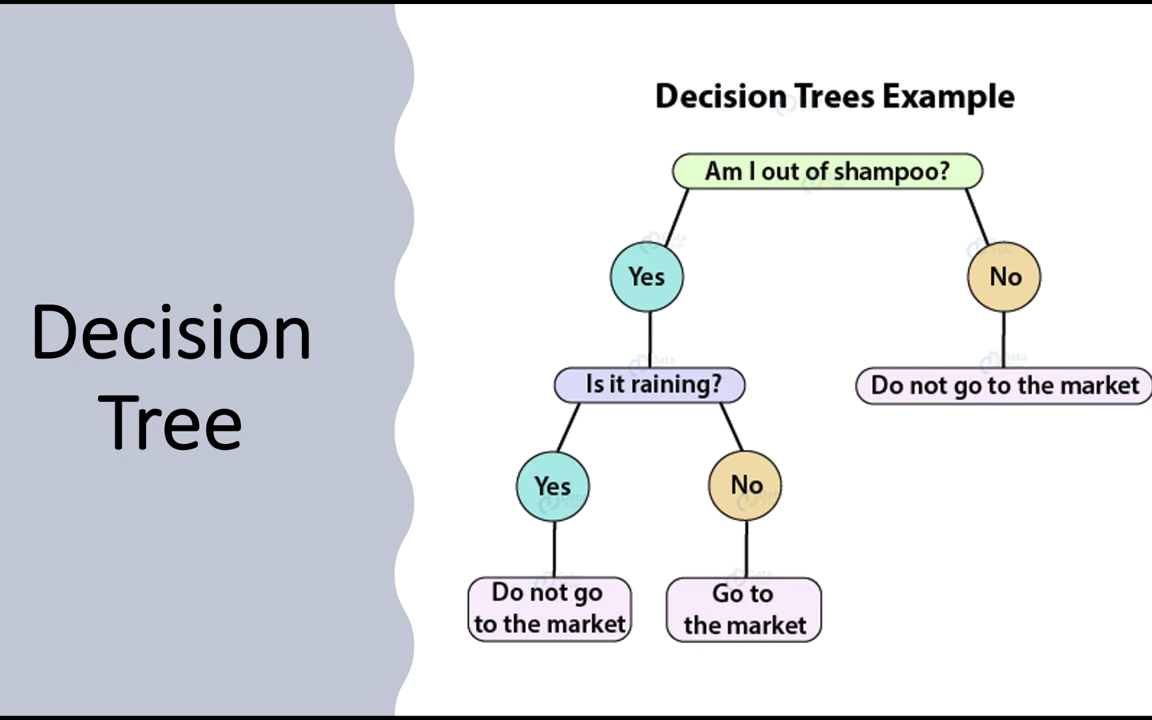 Decision
Tree
Decision Trees Example
Am I out of shampoo?
Yes
No
Is it raining?
Do not go to the market
Yes
No
Do not go
to the market
Go to
the market